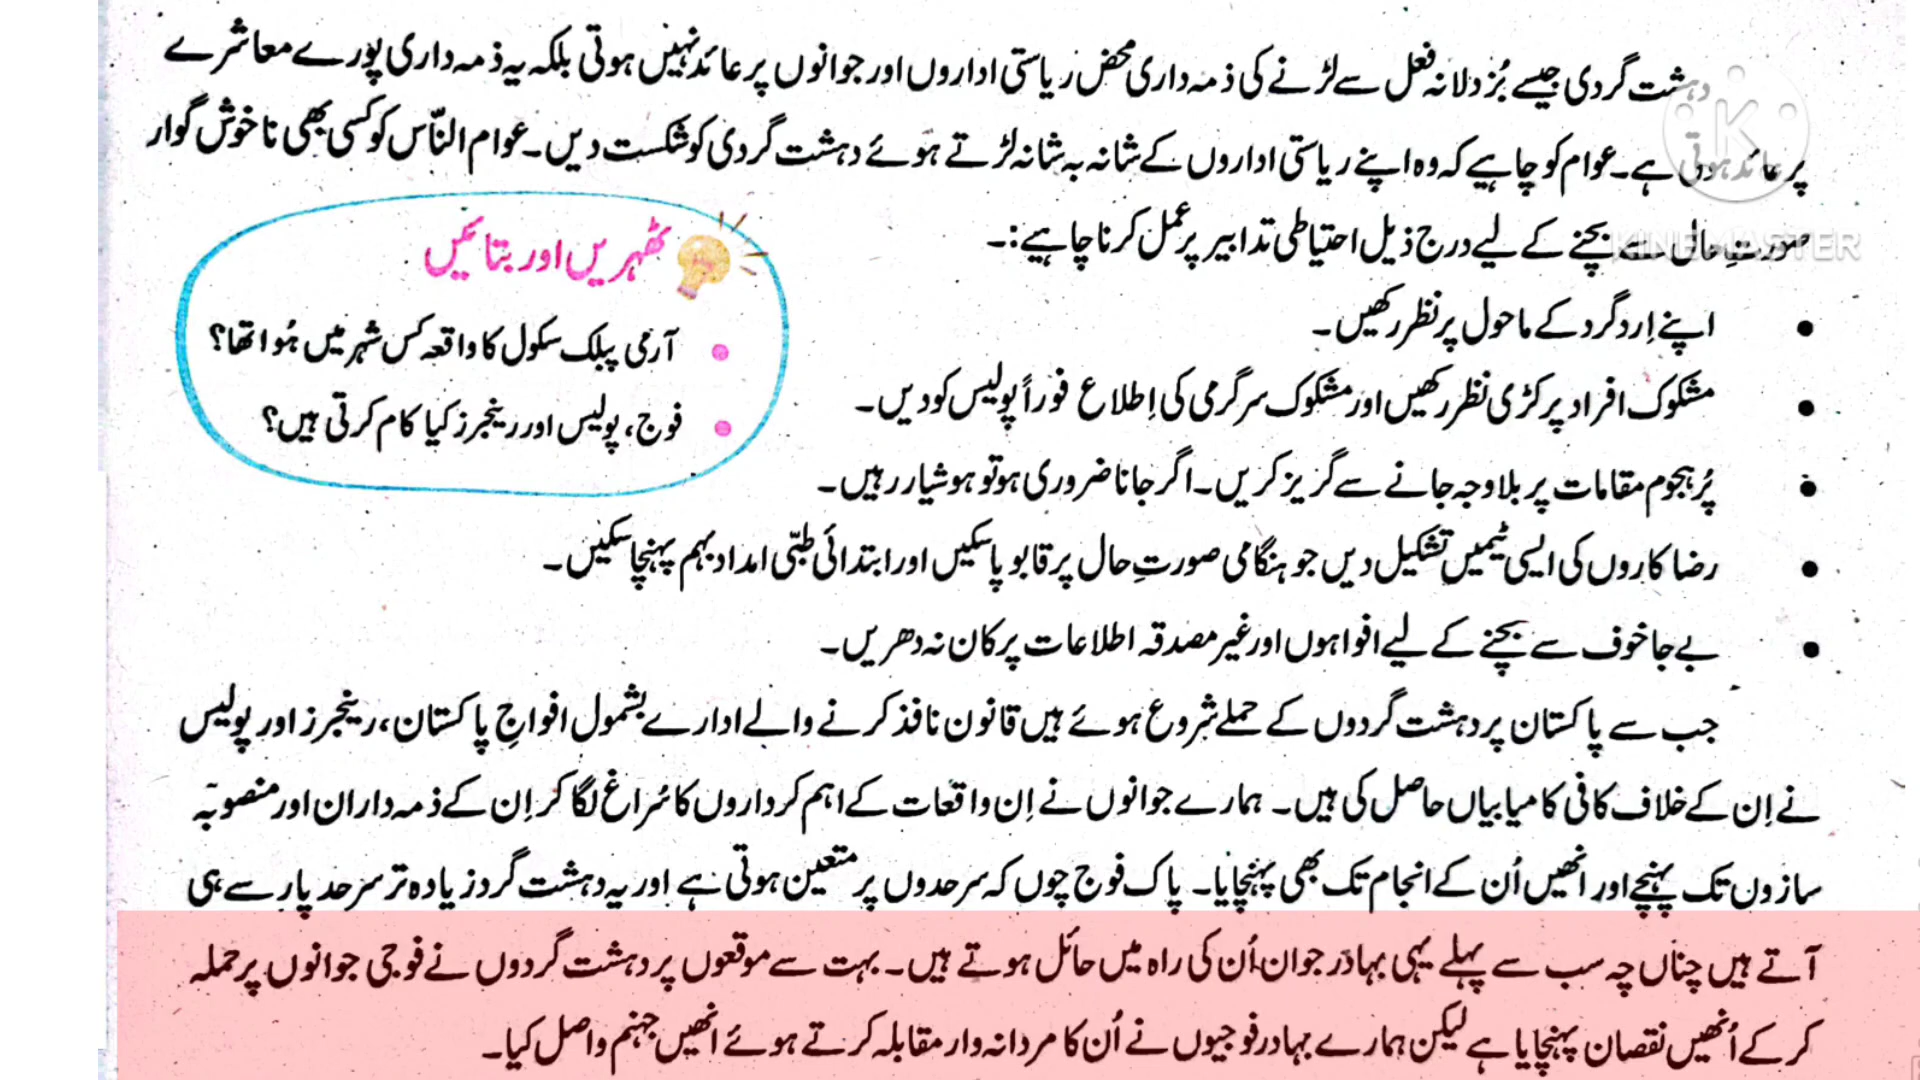 دہشت گردی جیسے بُزدلانہ فعل سے لڑنے کی ذمہ داری محض ریاستی اداروں اور جوانوں پر عائد نہیں ہوتی بلکہ یہ ذمہ داری پورے معاشرے
پر عائد ہوتی ہے۔ عوام کو چاہیے کہ وہ اپنے ریاستی اداروں کے شانہ بہ شانہ لڑتے ہوئے دہشت گردی کو شکست دیں۔ عوام النّاس کو کسی بھی ناخوش گوار
صورتِ حال سے بچنے کے لیے درج ذیل احتیاطی تدابیر پر عمل کرنا چاہیے:۔
KINEMASTER
ٹھہریں اور بتائیں
آرمی پبلک سکول کا واقعہ کس شہر میں ہُوا تھا؟
فوج، پولیس اور رینجرز کیا کام کرتی ہیں؟
• اپنے اِردگرد کے ماحول پر نظر رکھیں۔
• مشکوک افراد پر کڑی نظر رکھیں اور مشکوک سرگرمی کی اِطلاع فوراً پولیس کو دیں۔
• پُرہجوم مقامات پر بلاوجہ جانے سے گریز کریں۔ اگر جانا ضروری ہو تو ہوشیار رہیں۔
• رضا کاروں کی ایسی ٹیمیں تشکیل دیں جو ہنگامی صورتِ حال پر قابو پا سکیں اور ابتدائی طبّی امداد بہم پہنچا سکیں۔
• بے جا خوف سے بچنے کے لیے افواہوں اور غیر مصدقہ اطلاعات پر کان نہ دھریں۔
جب سے پاکستان پر دہشت گردوں کے حملے شروع ہوئے ہیں قانون نافذ کرنے والے ادارے بشمول افواجِ پاکستان، رینجرز اور پولیس
نے اِن کے خلاف کافی کامیابیاں حاصل کی ہیں۔ ہمارے جوانوں نے اِن واقعات کے اہم کرداروں کا سُراغ لگا کر اِن کے ذمہ داران اور منصوبہ
سازوں تک پہنچے اور انھیں اُن کے انجام تک بھی پہنچایا۔ پاک فوج چوں کہ سرحدوں پر متعین ہوتی ہے اور یہ دہشت گرد زیادہ تر سرحد پار سے ہی
آتے ہیں چناں چہ سب سے پہلے یہی بہادر جوان اُن کی راہ میں حائل ہوتے ہیں۔ بہت سے موقعوں پر دہشت گردوں نے فوجی جوانوں پر حملہ
کر کے اُنھیں نقصان پہنچایا ہے لیکن ہمارے بہادر فوجیوں نے اُن کا مردانہ وار مقابلہ کرتے ہوئے انھیں جہنم واصل کیا۔